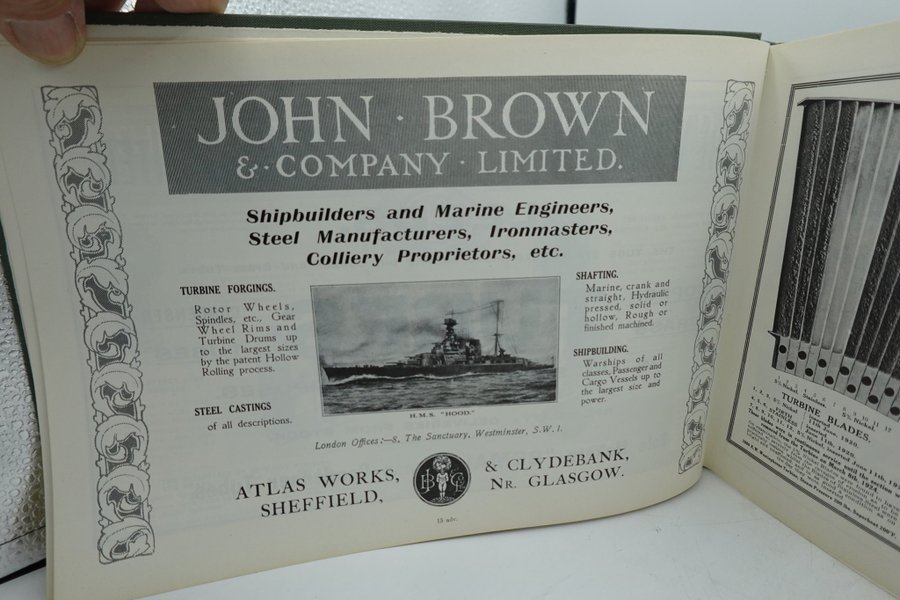 JOHN · BROWN
& · COMPANY · LIMITED.
Shipbuilders and Marine Engineers,
Steel Manufacturers, Ironmasters,
Colliery Proprietors, etc.
TURBINE FORGINGS.
Rotor Wheels,
Spindles, etc., Gear
Wheel Rims and
Turbine Drums up
to the largest sizes
by the patent Hollow
Rolling process.
STEEL CASTINGS
of all descriptions.
H.M.S. "HOOD."
SHAFTING.
Marine, crank and
straight, Hydraulic
pressed, solid or
hollow, Rough or
finished machined.
SHIPBUILDING.
Warships of all
classes, Passenger and
Cargo Vessels up to
the largest size and
power.
London Offices:—8, The Sanctuary, Westminster, S.W.1.
ATLAS WORKS,
SHEFFIELD,
& CLYDEBANK,
NR. GLASGOW.
15 adv.
TURBINE BLADES.